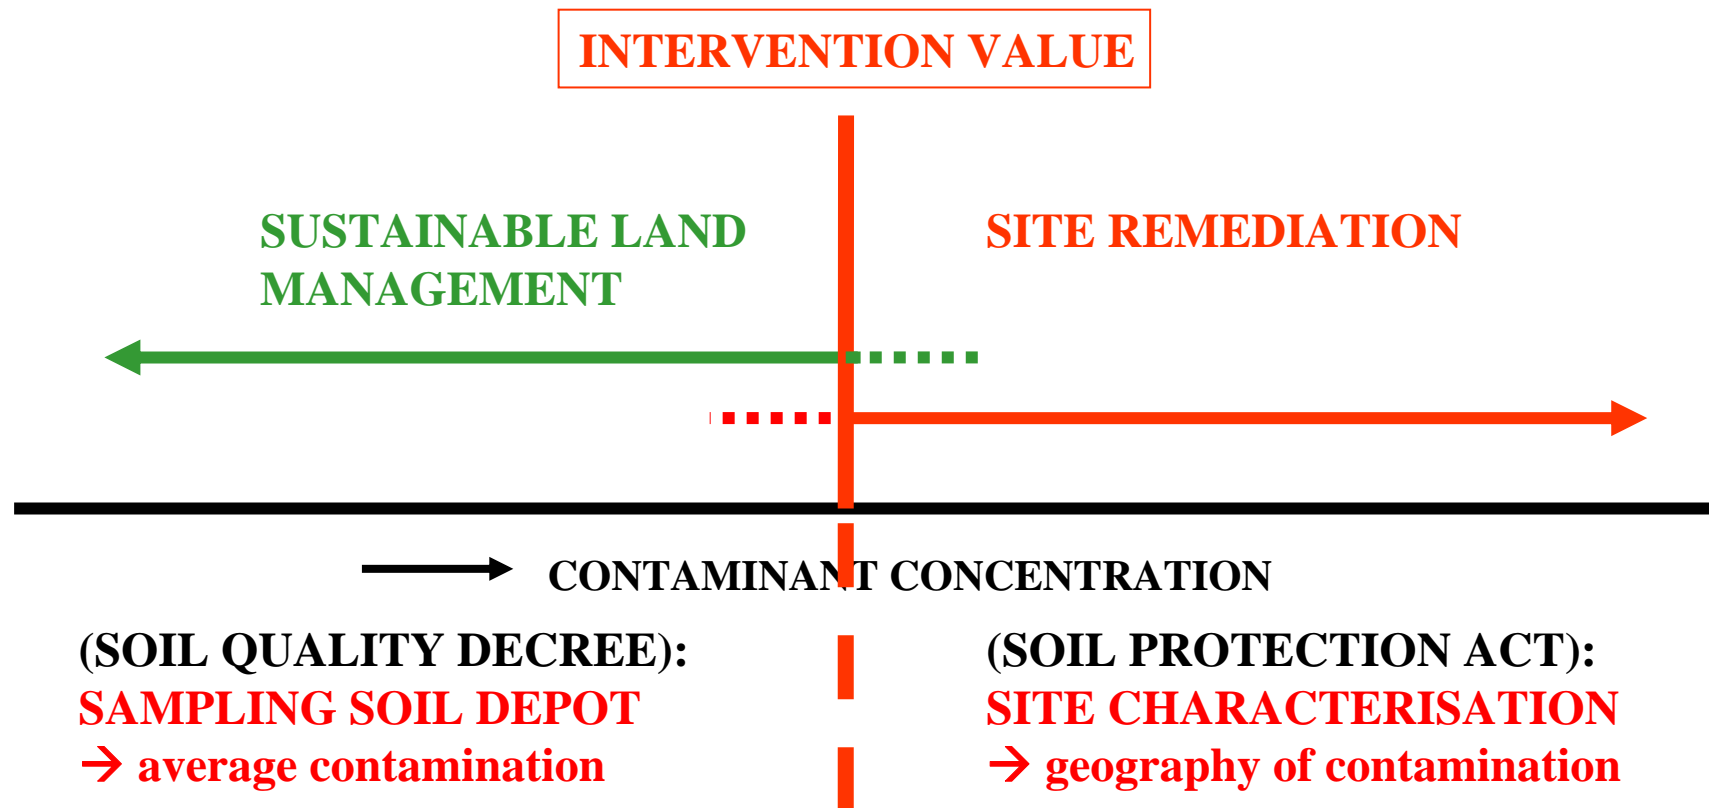 INTERVENTION VALUE
SUSTAINABLE LAND
MANAGEMENT
SITE REMEDIATION
CONTAMINANT CONCENTRATION
(SOIL QUALITY DECREE):
SAMPLING SOIL DEPOT
→ average contamination
(SOIL PROTECTION ACT):
SITE CHARACTERISATION
→ geography of contamination